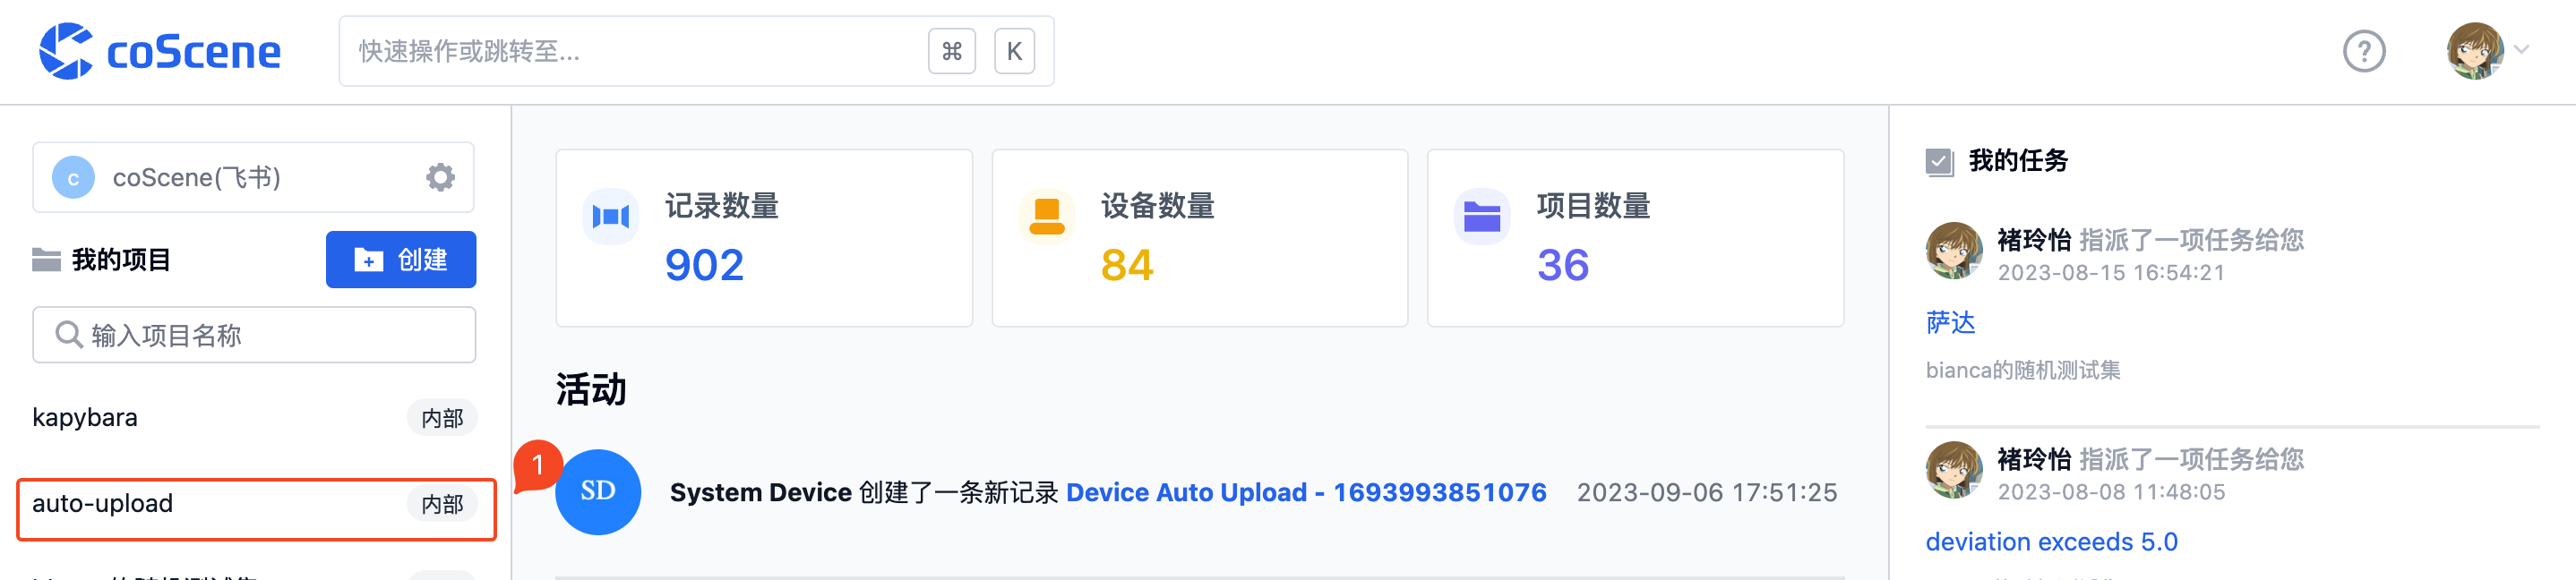 coScene
快速操作或跳转至...
⌘ K
?
c coScene(飞书)
我的项目
创建
输入项目名称
kapybara 内部
auto-upload 内部
记录数量
902
设备数量
84
项目数量
36
活动
1
SD
System Device 创建了一条新记录 Device Auto Upload - 1693993851076 2023-09-06 17:51:25
我的任务
褚玲怡 指派了一项任务给您
2023-08-15 16:54:21
萨达
bianca的随机测试集
褚玲怡 指派了一项任务给您
2023-08-08 11:48:05
deviation exceeds 5.0